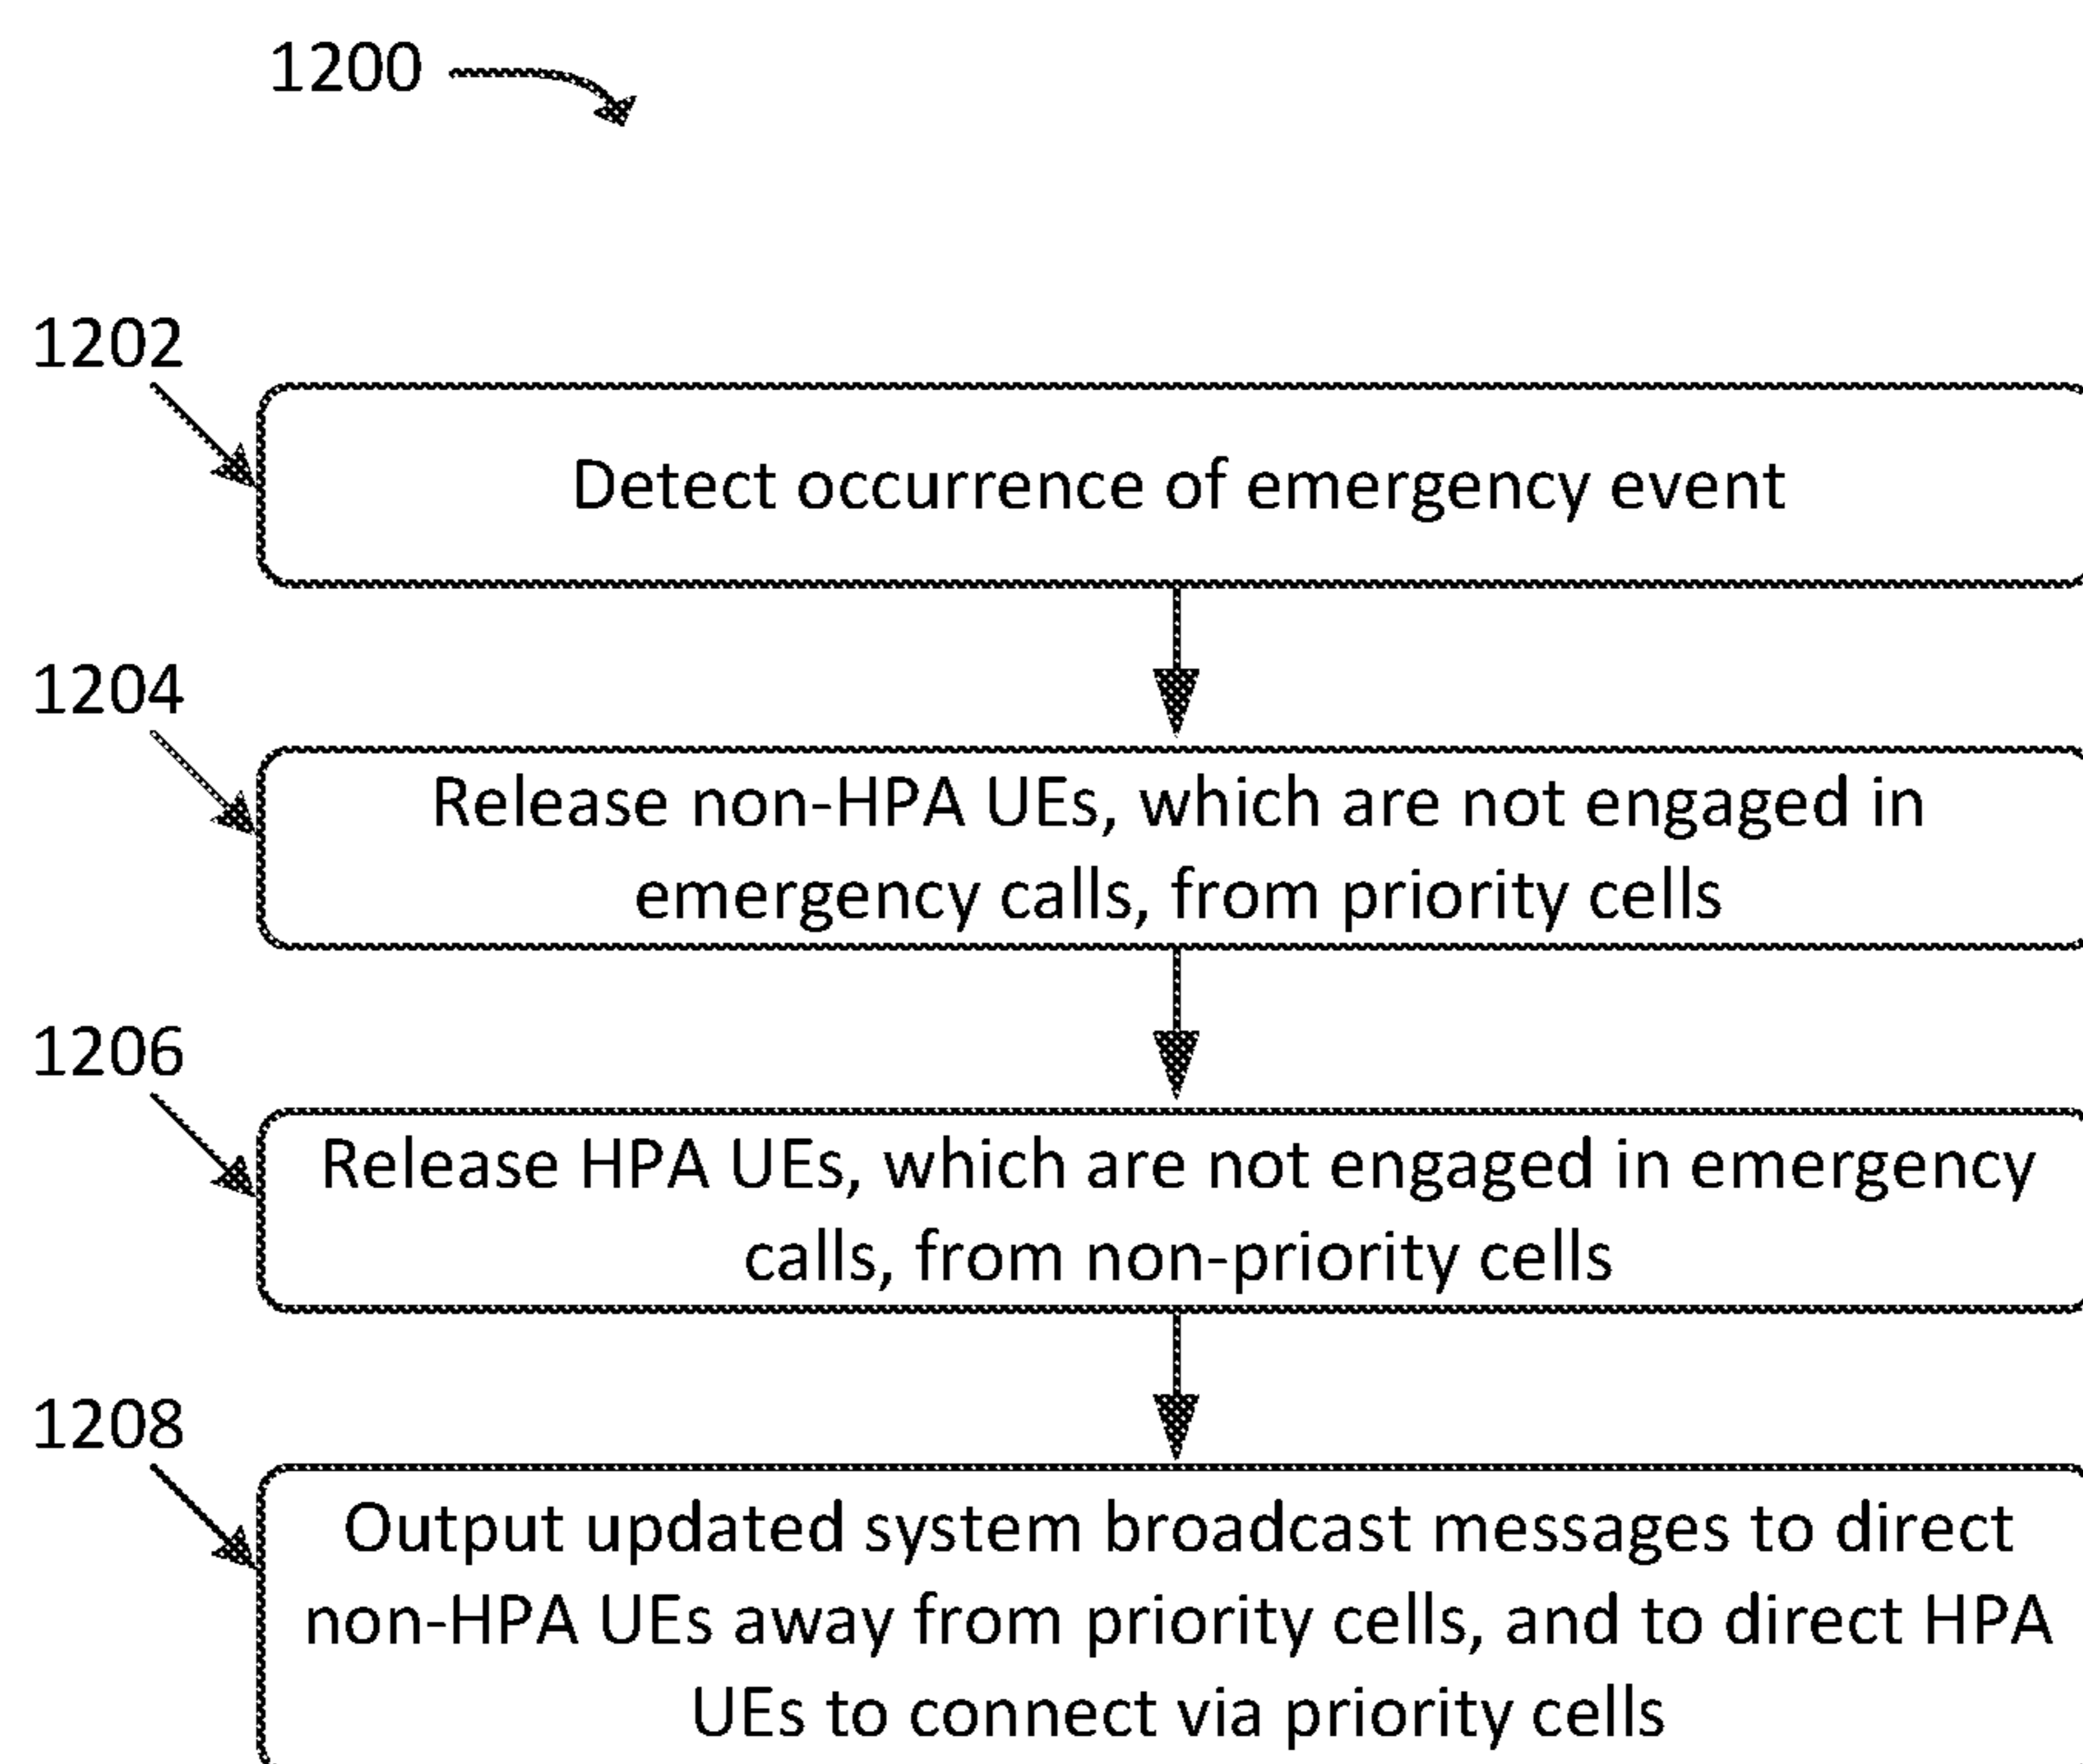 1200
1202
Detect occurrence of emergency event
1204
Release non-HPA UEs, which are not engaged in
emergency calls, from priority cells
1206
Release HPA UEs, which are not engaged in emergency
calls, from non-priority cells
1208
Output updated system broadcast messages to direct
non-HPA UEs away from priority cells, and to direct HPA
UEs to connect via priority cells